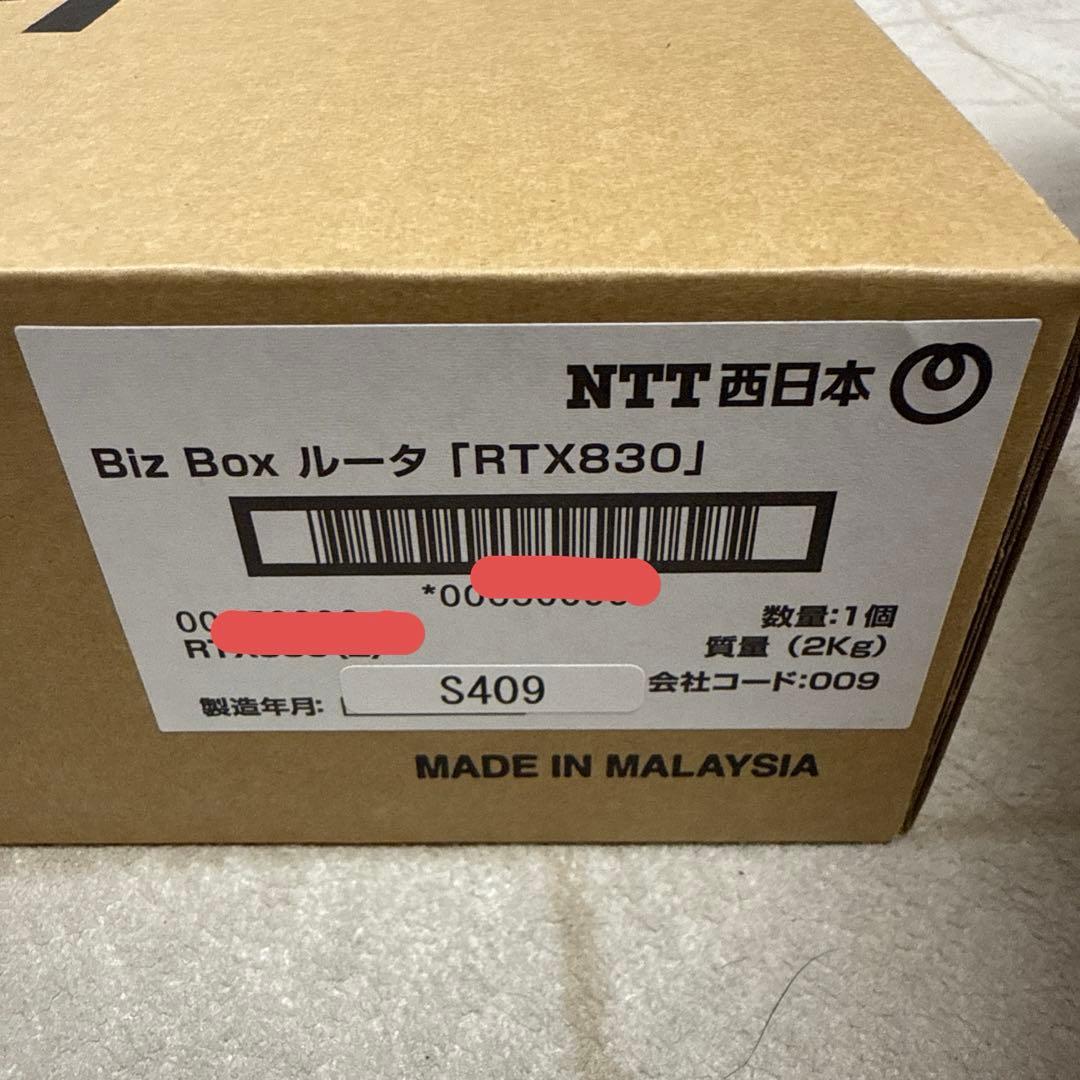 NTT西日本
Biz Box ルータ「RTX830」
数量:1個
質量（2Kg）
会社コード:009
製造年月:
S409
MADE IN MALAYSIA